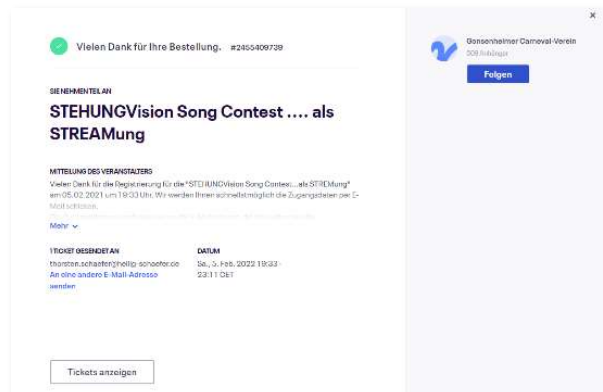 ×
Vielen Dank für Ihre Bestellung. #2455409739
Gonsenheimer Carneval-Verein
508 Anhänger
Folgen
SIE NEHMEN TEIL AN
STEHUNGVision Song Contest .... als
STREAMung
MITTEILUNG DES VERANSTALTERS
Vielen Dank für die Registrierung für die "STEHUNGVision Song Contest....als STREMung"
am 05.02.2021 um 19:33 Uhr. Wir werden Ihnen schnellstmöglich die Zugangsdaten per E-
Mail schicken.
Mehr
1 TICKET GESENDET AN
thorsten.schaefer@heilig-schaefer.de
An eine andere E-Mail-Adresse
senden
DATUM
Sa., 5. Feb. 2022 19:33 -
23:11 CET
Tickets anzeigen